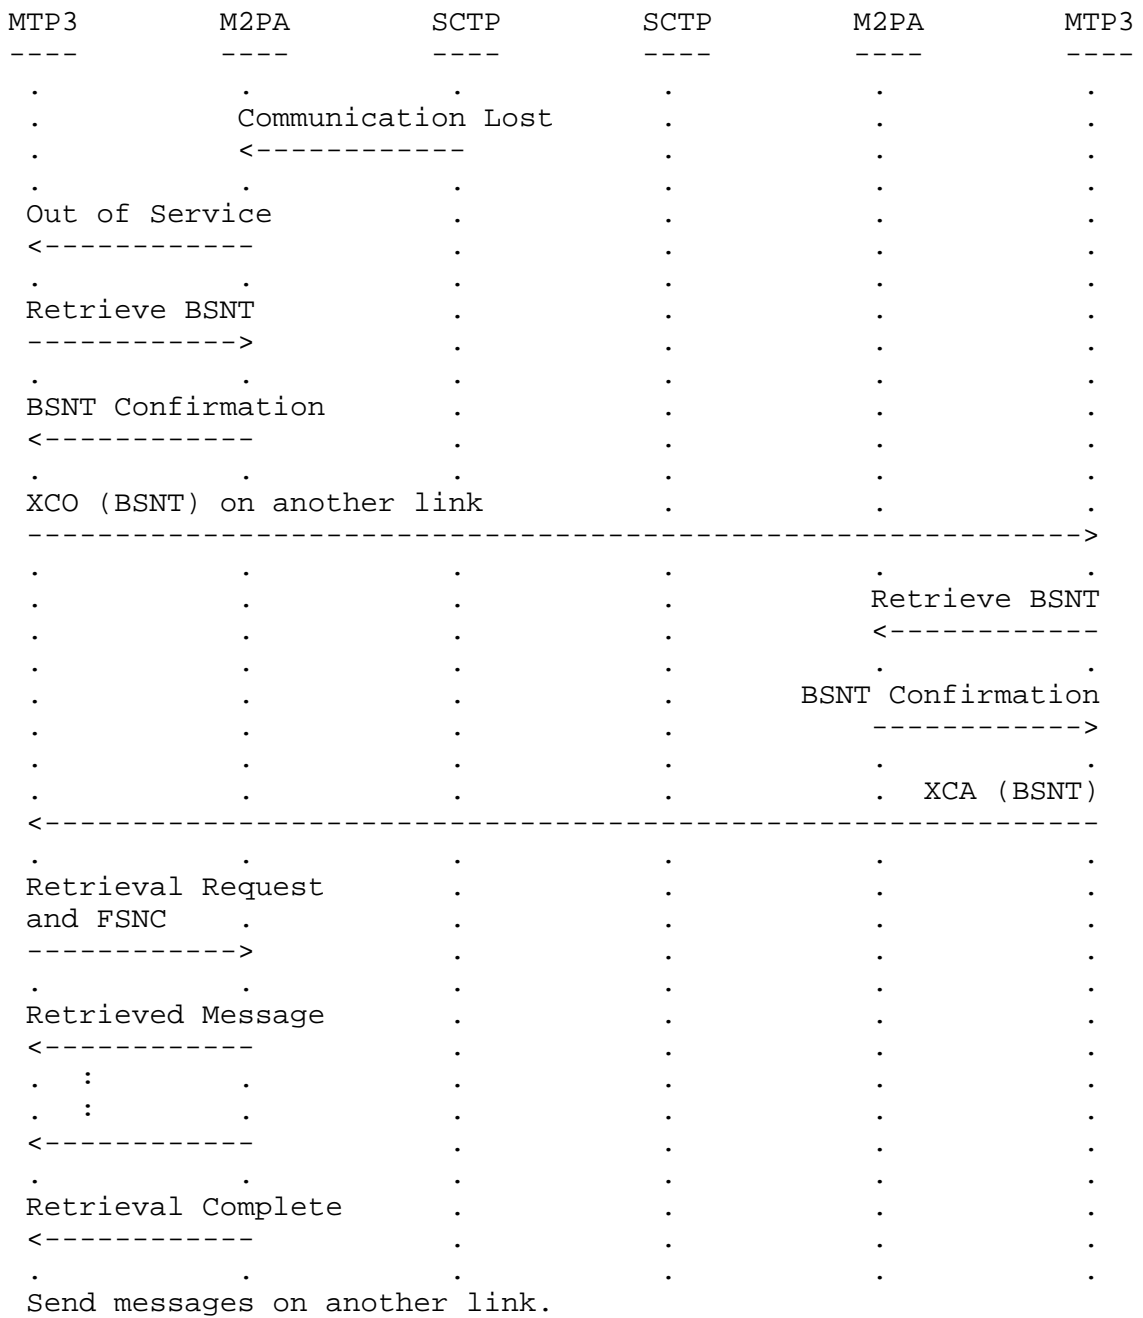 MTP3        M2PA        SCTP        SCTP        M2PA        MTP3
----        ----        ----        ----        ----        ----
 .           .           .           .           .           .
 .           Communication Lost      .           .           .
 .           <------------           .           .           .
 .           .           .           .           .           .
 Out of Service          .           .           .           .
 <------------           .           .           .           .
 .           .           .           .           .           .
 Retrieve BSNT           .           .           .           .
 ------------>           .           .           .           .
 .           .           .           .           .           .
 BSNT Confirmation       .           .           .           .
 <------------           .           .           .           .
 .           .           .           .           .           .
 XCO (BSNT) on another link          .           .           .
 ------------------------------------------------------------>
 .           .           .           .           .           .
 .           .           .           .           Retrieve BSNT
 .           .           .           .           <------------
 .           .           .           .           .           .
 .           .           .           .       BSNT Confirmation
 .           .           .           .           ------------>
 .           .           .           .           .           .
 .           .           .           .           .  XCA (BSNT)
 <------------------------------------------------------------
 .           .           .           .           .           .
 Retrieval Request       .           .           .           .
 and FSNC    .           .           .           .           .
 ------------>           .           .           .           .
 .           .           .           .           .           .
 Retrieved Message       .           .           .           .
 <------------           .           .           .           .
 .  :        .           .           .           .           .
 .  :        .           .           .           .           .
 <------------           .           .           .           .
 .           .           .           .           .           .
 Retrieval Complete      .           .           .           .
 <------------           .           .           .           .
 .           .           .           .           .           .
 Send messages on another link.